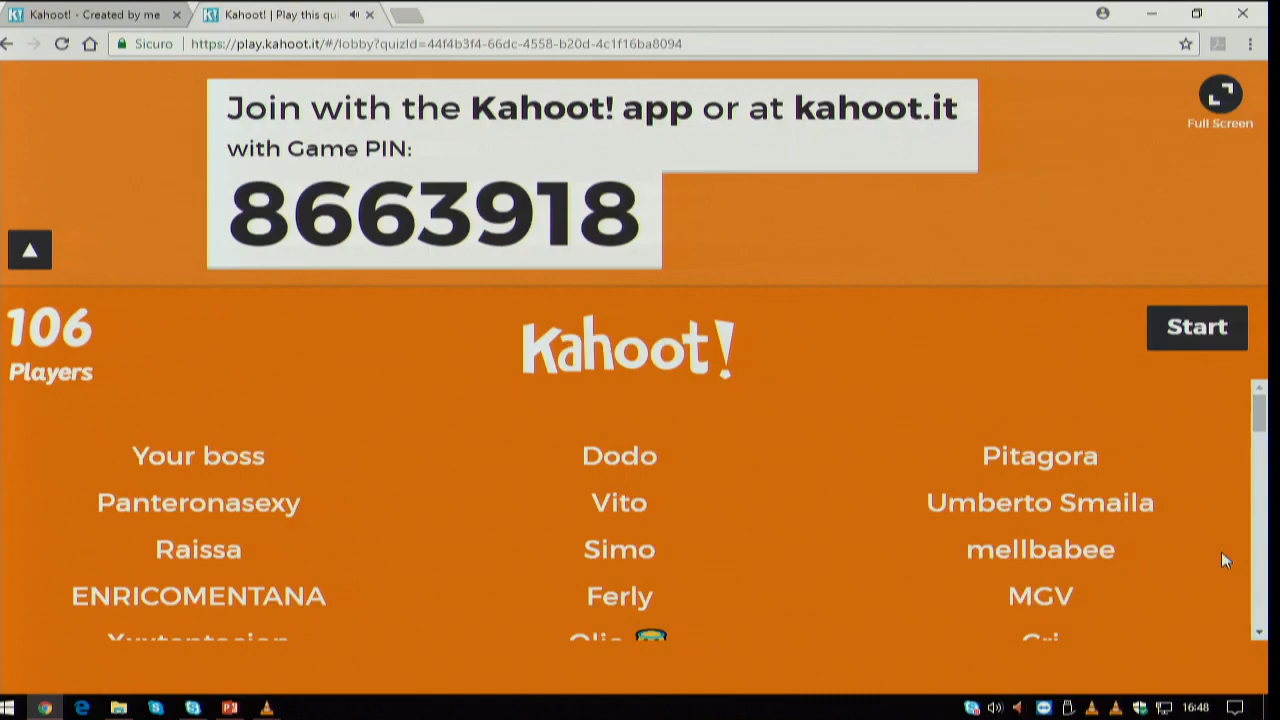 Kahoot! - Created by me
Kahoot! | Play this qu
Sicuro
https://play.kahoot.it/#/lobby?quizId=44f4b3f4-66dc-4558-b20d-4c1f16ba8094
Join with the Kahoot! app or at kahoot.it
with Game PIN:
8663918
Full Screen
106
Players
Kahoot!
Start
Your boss
Dodo
Pitagora
Panteronasexy
Vito
Umberto Smaila
Raissa
Simo
mellbabee
ENRICOMENTANA
Ferly
MGV
16:48